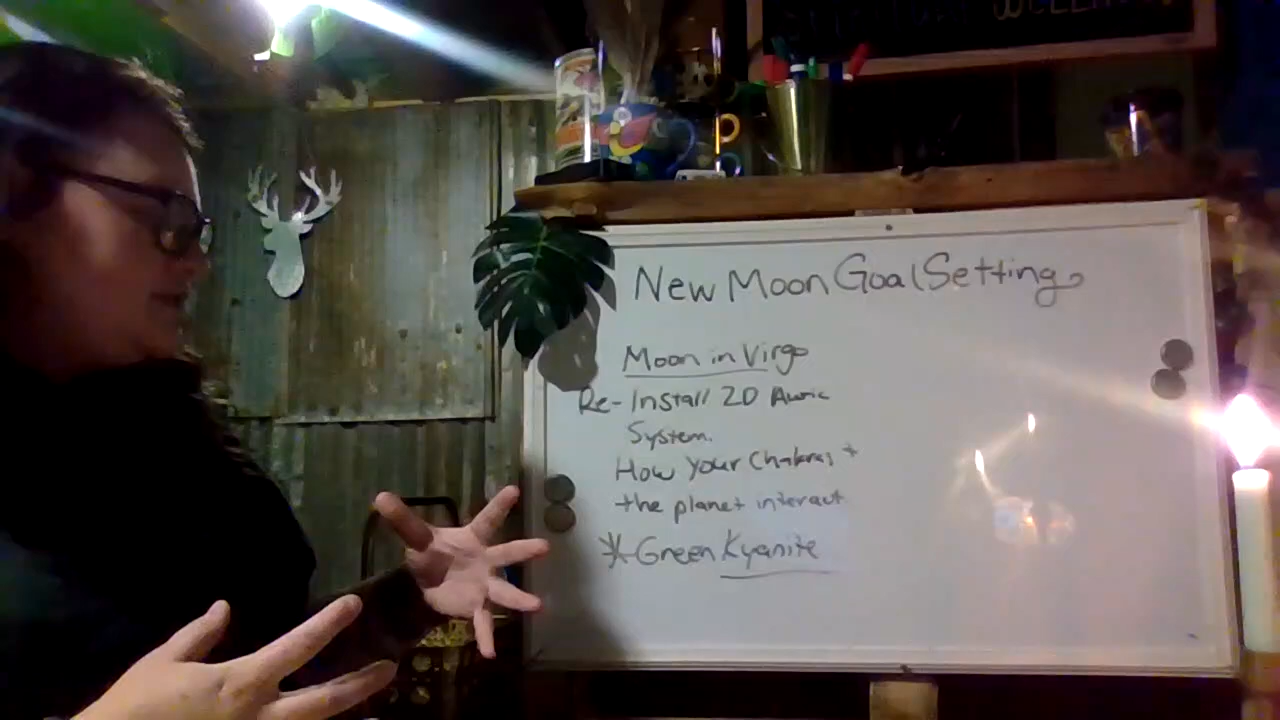 New Moon Goal Setting
Moon in Virgo
Re-Install 2D Auric
System.
How Your Chakras +
the planet interact
*Green Kyanite